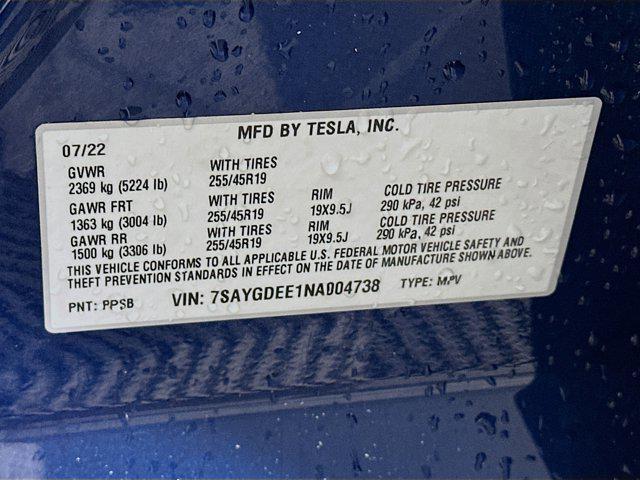 MFD BY TESLA, INC.
07/22
GVWR WITH TIRES
2369 kg (5224 lb) 255/45R19
GAWR FRT WITH TIRES RIM COLD TIRE PRESSURE
1363 kg (3004 lb) 255/45R19 19X9.5J 290 kPa, 42 psi
GAWR RR WITH TIRES RIM COLD TIRE PRESSURE
1500 kg (3306 lb) 255/45R19 19X9.5J 290 kPa, 42 psi
THIS VEHICLE CONFORMS TO ALL APPLICABLE U.S. FEDERAL MOTOR VEHICLE SAFETY AND
THEFT PREVENTION STANDARDS IN EFFECT ON THE DATE OF MANUFACTURE SHOWN ABOVE.
PNT: PPSB VIN: 7SAYGDEE1NA004738 TYPE: MPV